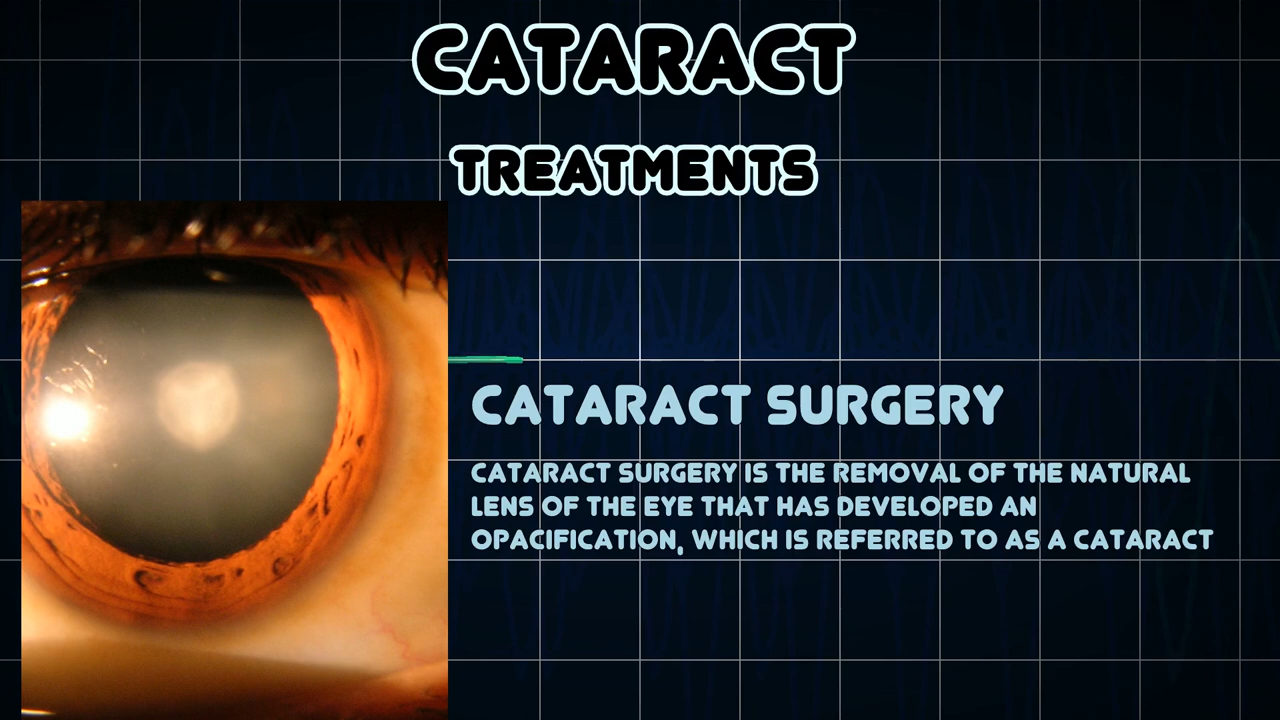 CATARACT
TREATMENTS
CATARACT SURGERY
CATARACT SURGERY IS THE REMOVAL OF THE NATURAL
LENS OF THE EYE THAT HAS DEVELOPED AN
OPACIFICATION, WHICH IS REFERRED TO AS A CATARACT